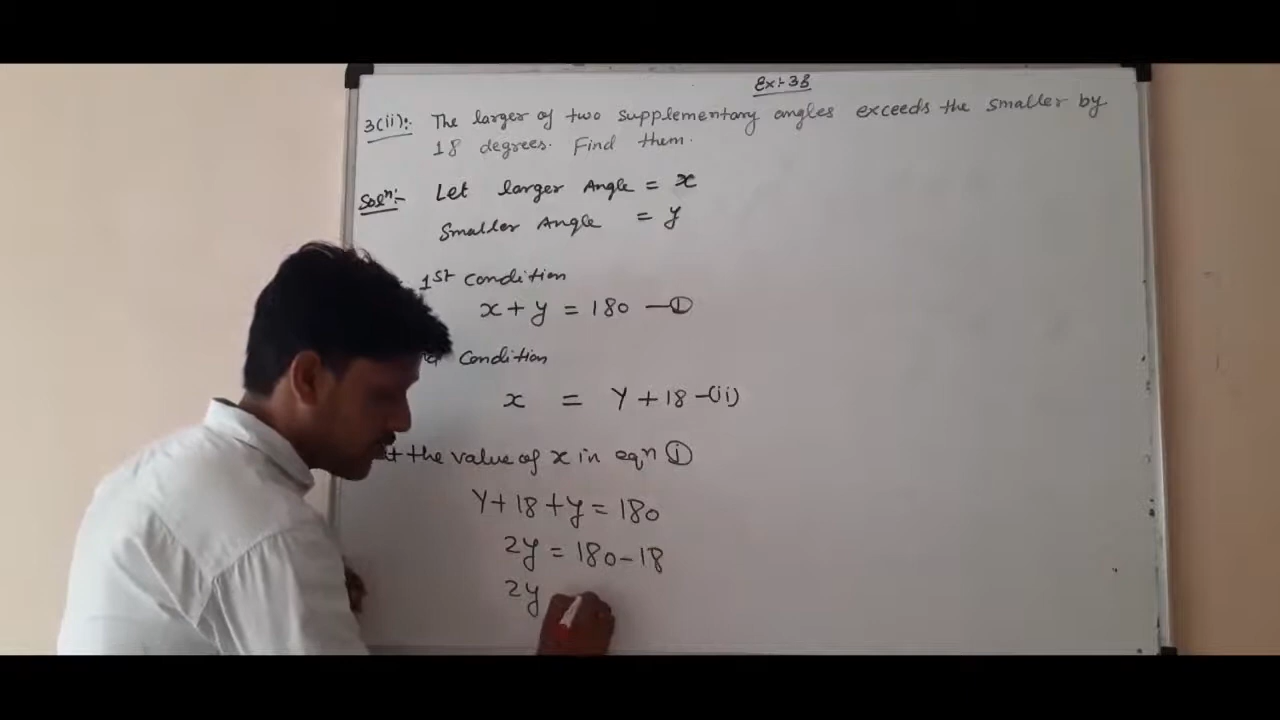 Ex:-3B
3(ii):- The larger of two supplementary angles exceeds the smaller by
18 degrees. Find them.
Solⁿ:- Let larger Angle = x
Smaller Angle = y
1st Condition
x + y = 180 —①
Condition
x = y + 18 -(ii)
the value of x in eqn ①
y + 18 + y = 180
2y = 180 - 18
2y